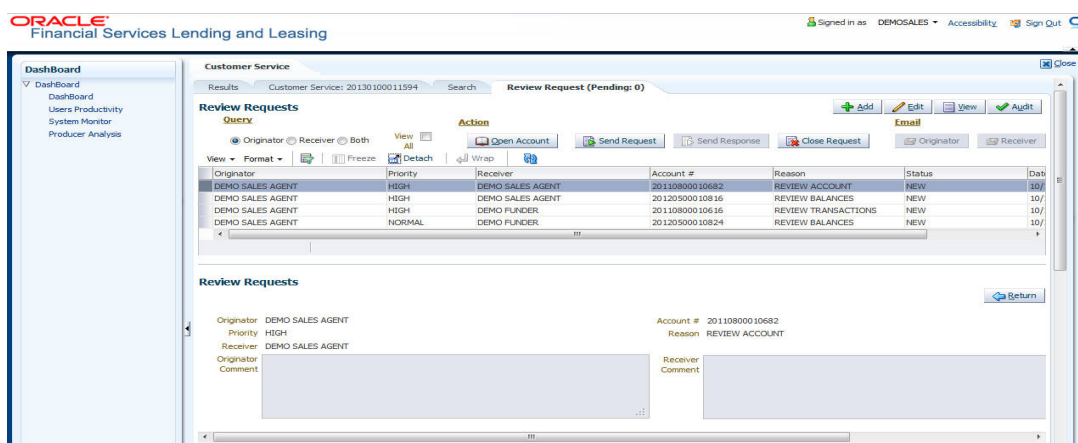 ORACLE
Financial Services Lending and Leasing
Signed in as DEMOSALES Accessibility Sign Out
Close
DashBoard
DashBoard
DashBoard
Users Productivity
System Monitor
Producer Analysis
Customer Service
Results Customer Service: 20130100011594 Search Review Request (Pending: 0)
Review Requests
Add Edit View Audit
Query Action Email
Originator Receiver Both View All
Open Account Send Request Send Response Close Request Originator Receiver
View Format Freeze Detach Wrap
Originator Priority Receiver Account # Reason Status Dat
DEMO SALES AGENT HIGH DEMO SALES AGENT 20110800010682 REVIEW ACCOUNT NEW 10/
DEMO SALES AGENT HIGH DEMO SALES AGENT 20120500010816 REVIEW BALANCES NEW 10/
DEMO SALES AGENT HIGH DEMO FUNDER 20110800010616 REVIEW TRANSACTIONS NEW 10/
DEMO SALES AGENT NORMAL DEMO FUNDER 20120500010824 REVIEW BALANCES NEW 10/
Review Requests
Return
Originator DEMO SALES AGENT Account # 20110800010682
Priority HIGH Reason REVIEW ACCOUNT
Receiver DEMO SALES AGENT
Originator Comment
Receiver Comment